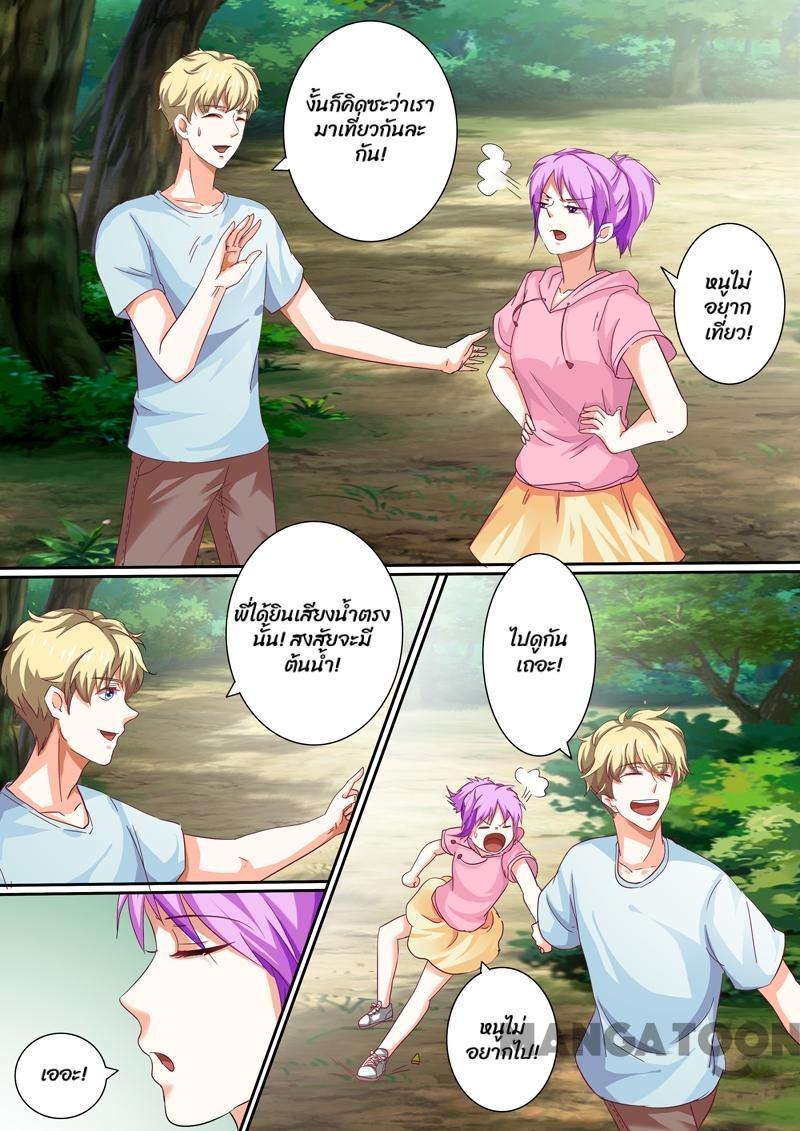 งั้นก็คิดซะว่าเรา
มาเที่ยวกันละ
กัน!
หนูไม่
อยาก
เที่ยว!
พี่ได้ยินเสียงน้ำตรง
นั้น! สงสัยจะมี
ต้นน้ำ!
ไปดูกัน
เถอะ!
เออะ!
หนูไม่
อยากไป!
MANGATOON